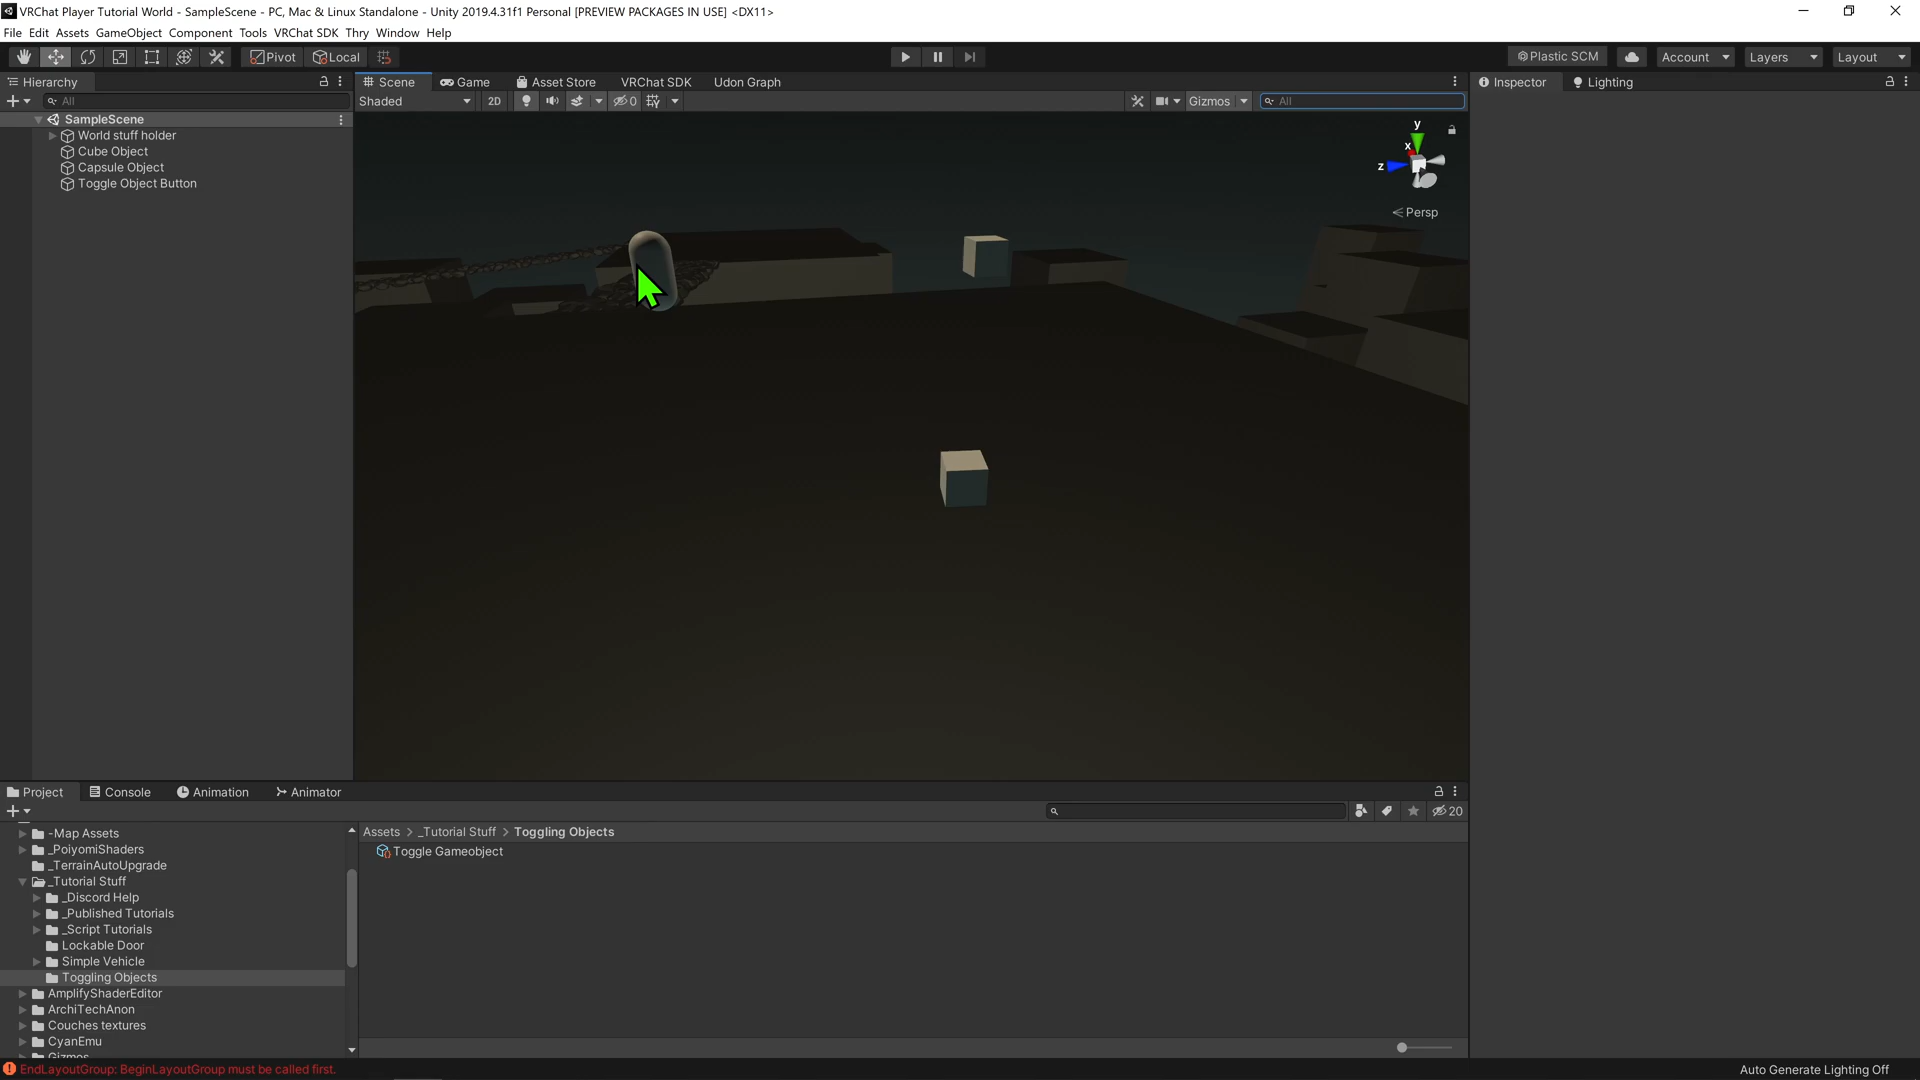 VRChat Player Tutorial World - SampleScene - PC, Mac & Linux Standalone - Unity 2019.4.31f1 Personal [PREVIEW PACKAGES IN USE] <DX11>
File Edit Assets GameObject Component Tools VRChat SDK Thry Window Help
Pivot Local Plastic SCM Account Layers Layout
Hierarchy Scene Game Asset Store VRChat SDK Udon Graph Inspector Lighting
All Shaded 2D 0 Gizmos All
SampleScene
World stuff holder
Cube Object
Capsule Object
Toggle Object Button
y
x
z
Persp
Project Console Animation Animator
20
-Map Assets
_PoiyomiShaders
_TerrainAutoUpgrade
_Tutorial Stuff
_Discord Help
_Published Tutorials
_Script Tutorials
Lockable Door
Simple Vehicle
Toggling Objects
AmplifyShaderEditor
ArchiTechAnon
Couches textures
CyanEmu
Gizmos
Assets > _Tutorial Stuff > Toggling Objects
Toggle Gameobject
EndLayoutGroup: BeginLayoutGroup must be called first.
Auto Generate Lighting Off